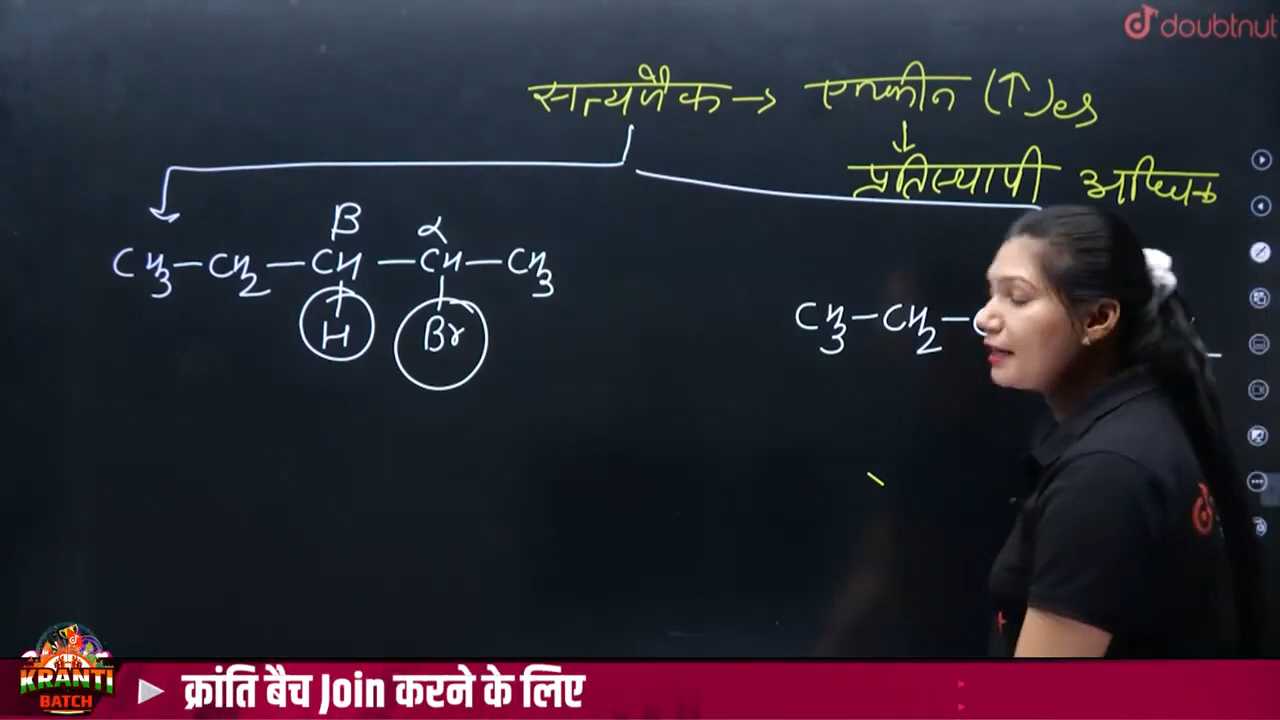 doubtnut
सत्यजैफ → एल्कीन (↑)es
↓
प्रतिस्थापी अधिक
β α
CH3—CH2—CH—CH—CH3
H Br
CH3—CH2—
KRANTI
BATCH
क्रांति बैच Join करने के लिए